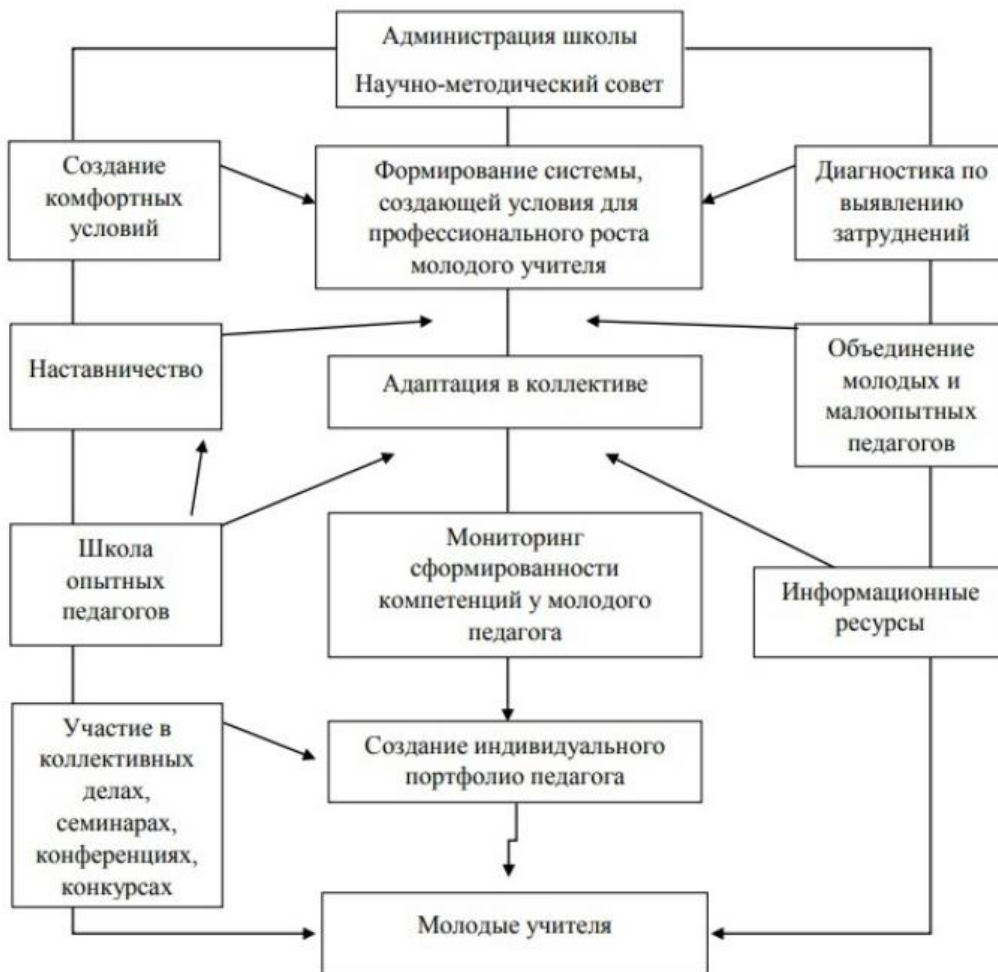 Администрация школы
Научно-методический совет
Создание
комфортных
условий
Формирование системы,
создающей условия для
профессионального роста
молодого учителя
Диагностика по
выявлению
затруднений
Наставничество
Адаптация в коллективе
Объединение
молодых и
малоопытных
педагогов
Школа
опытных
педагогов
Мониторинг
сформированности
компетенций у молодого
педагога
Информационные
ресурсы
Участие в
коллективных
делах,
семинарах,
конференциях,
конкурсах
Создание индивидуального
портфолио педагога
Молодые учителя